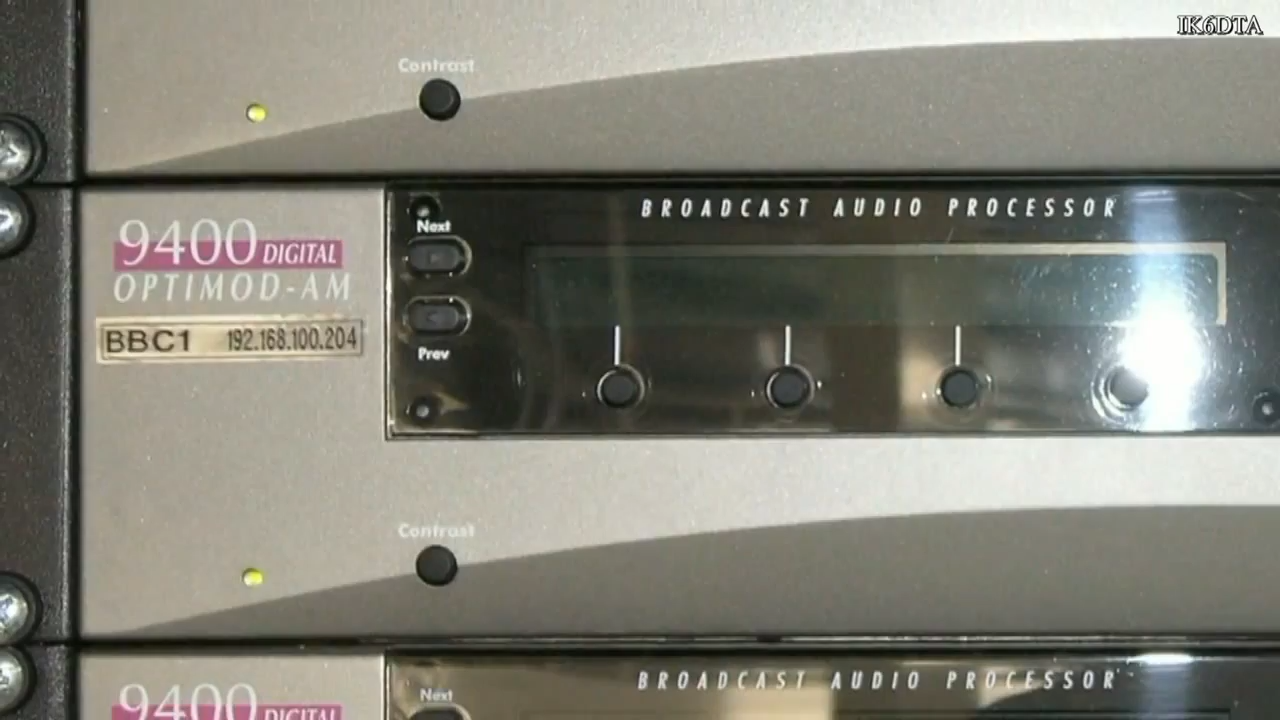 IK6DTA
Contrast
BROADCAST AUDIO PROCESSOR
Next
9400 DIGITAL
OPTIMOD-AM
BBC1 192.168.100.204
Prev
Contrast
BROADCAST AUDIO PROCESSOR
Next
9400 DIGITAL